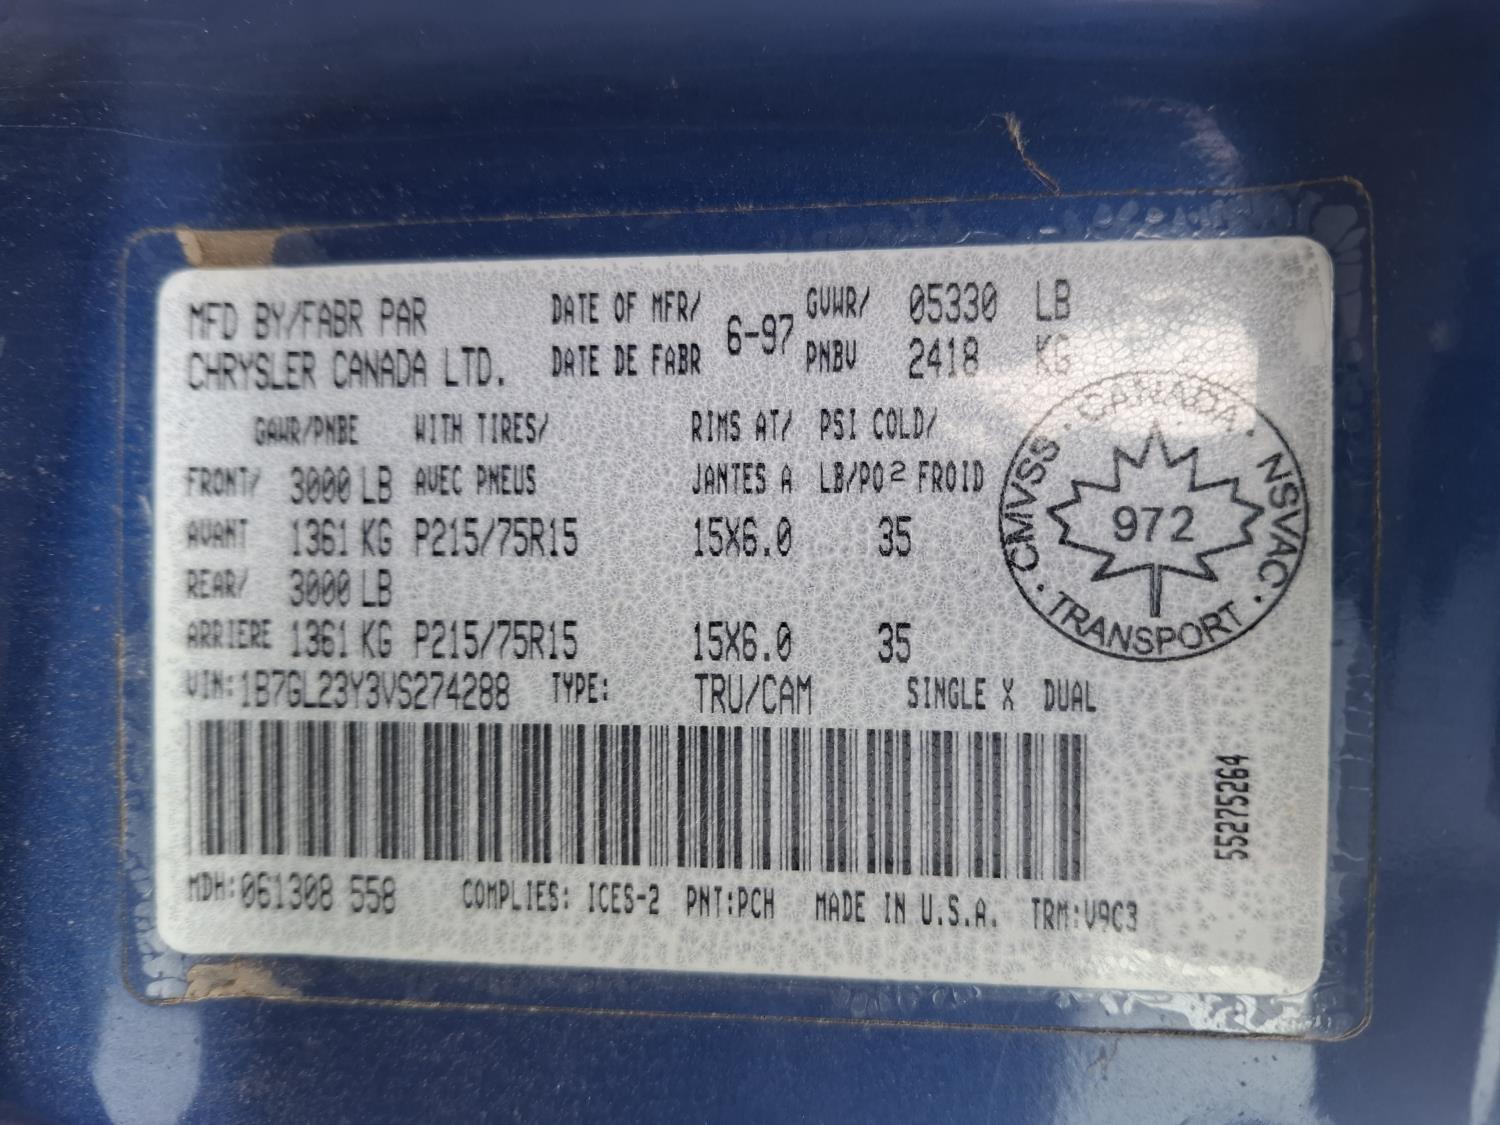 MFD BY/FABR PAR DATE OF MFR/ 6-97 GVWR/ 05330 LB
CHRYSLER CANADA LTD. DATE DE FABR PNBV 2418 KG
GAWR/PNBE WITH TIRES/ RIMS AT/ PSI COLD/
FRONT/ 3000 LB AVEC PNEUS JANTES A LB/PO² FROID
AVANT 1361 KG P215/75R15 15X6.0 35
REAR/ 3000 LB
ARRIERE 1361 KG P215/75R15 15X6.0 35
VIN:1B7GL23Y3VS274288 TYPE: TRU/CAM SINGLE X DUAL
MDH:061308 558 COMPLIES: ICES-2 PNT:PCH MADE IN U.S.A. TRM:V9C3
CMVSS · CANADA · NSVAC · TRANSPORT ·
972
55275264